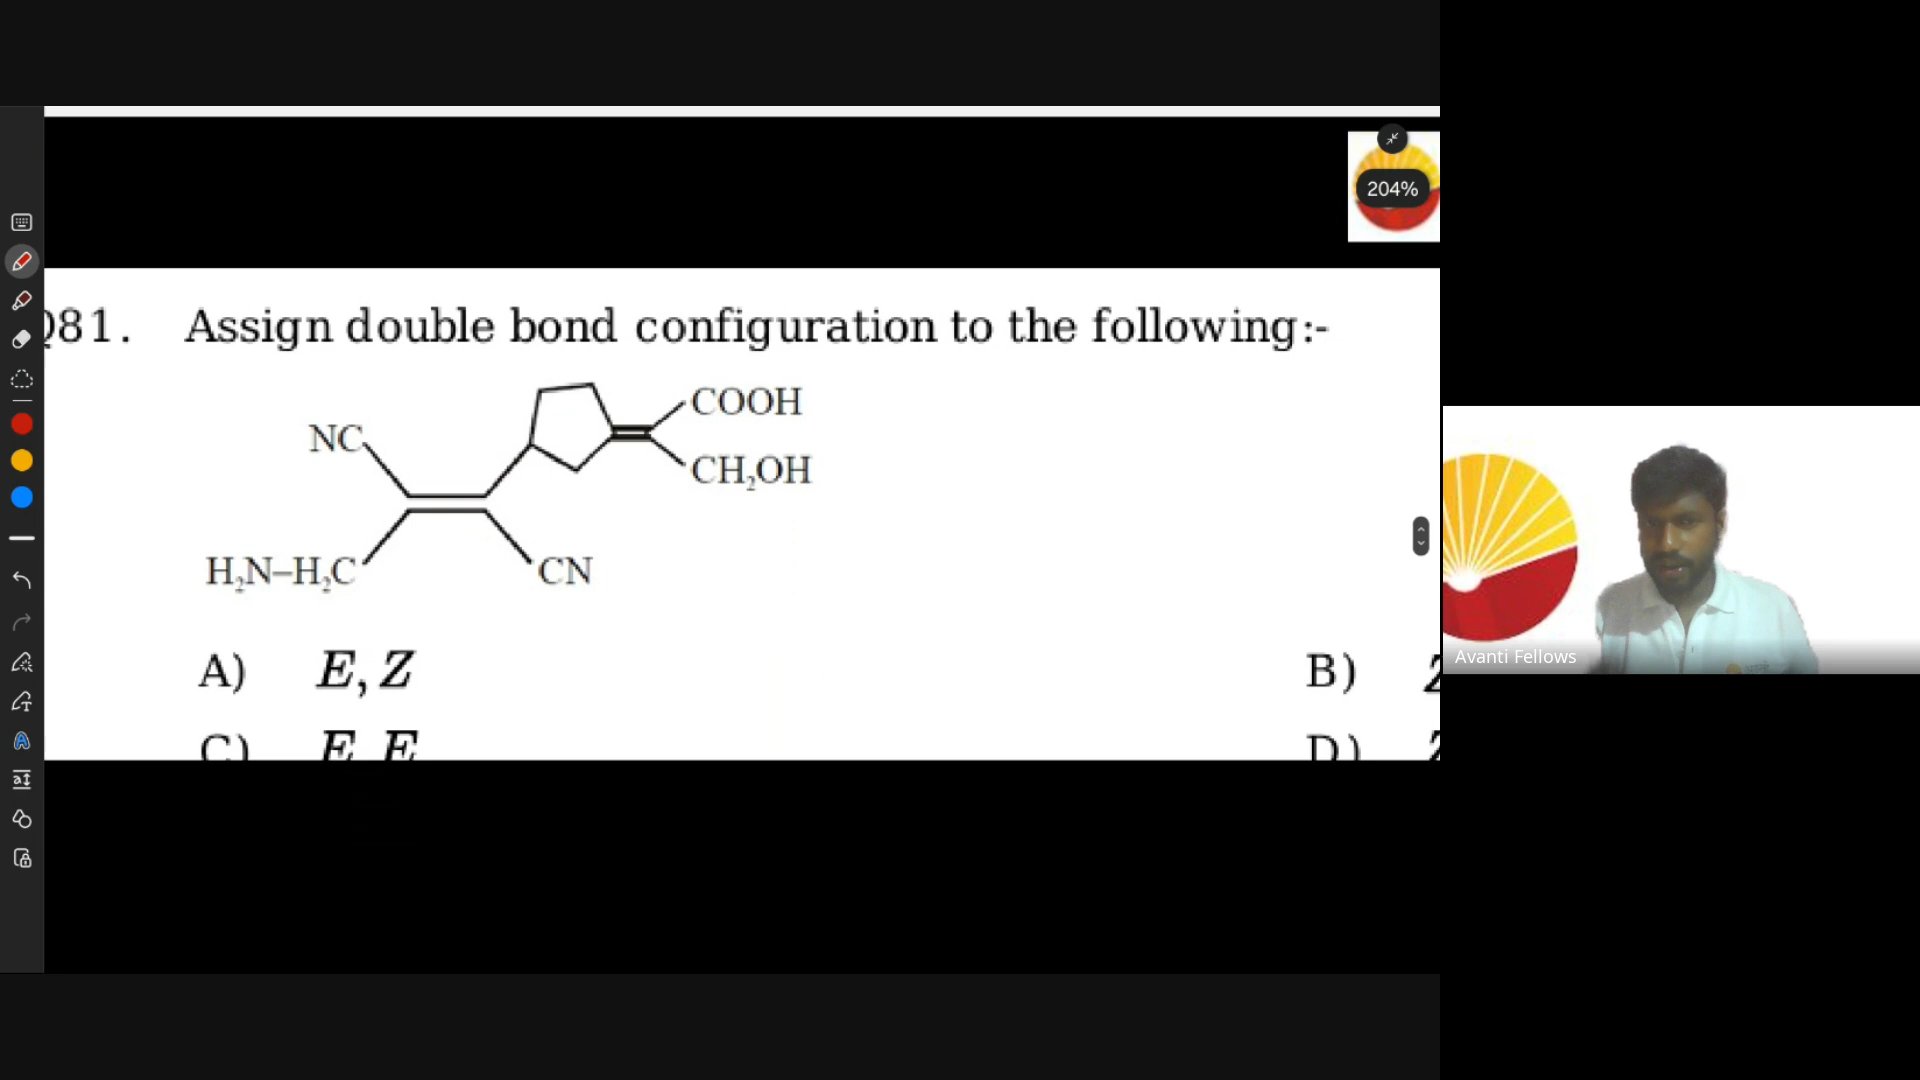 204%
Q81. Assign double bond configuration to the following:-
COOH
NC
CH₂OH
H₂N–H₂C
CN
A) E, Z
B) Z
C) E E
D) Z
Avanti Fellows